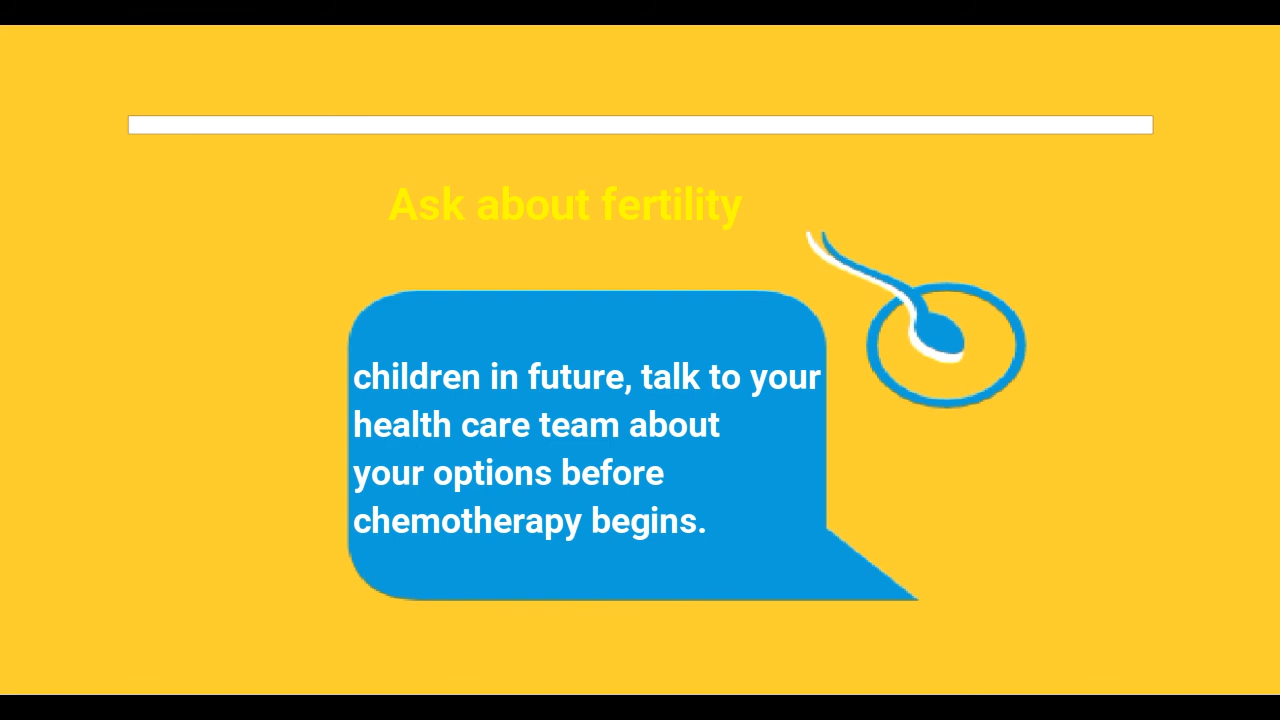 Ask about fertility
children in future, talk to your
health care team about
your options before
chemotherapy begins.